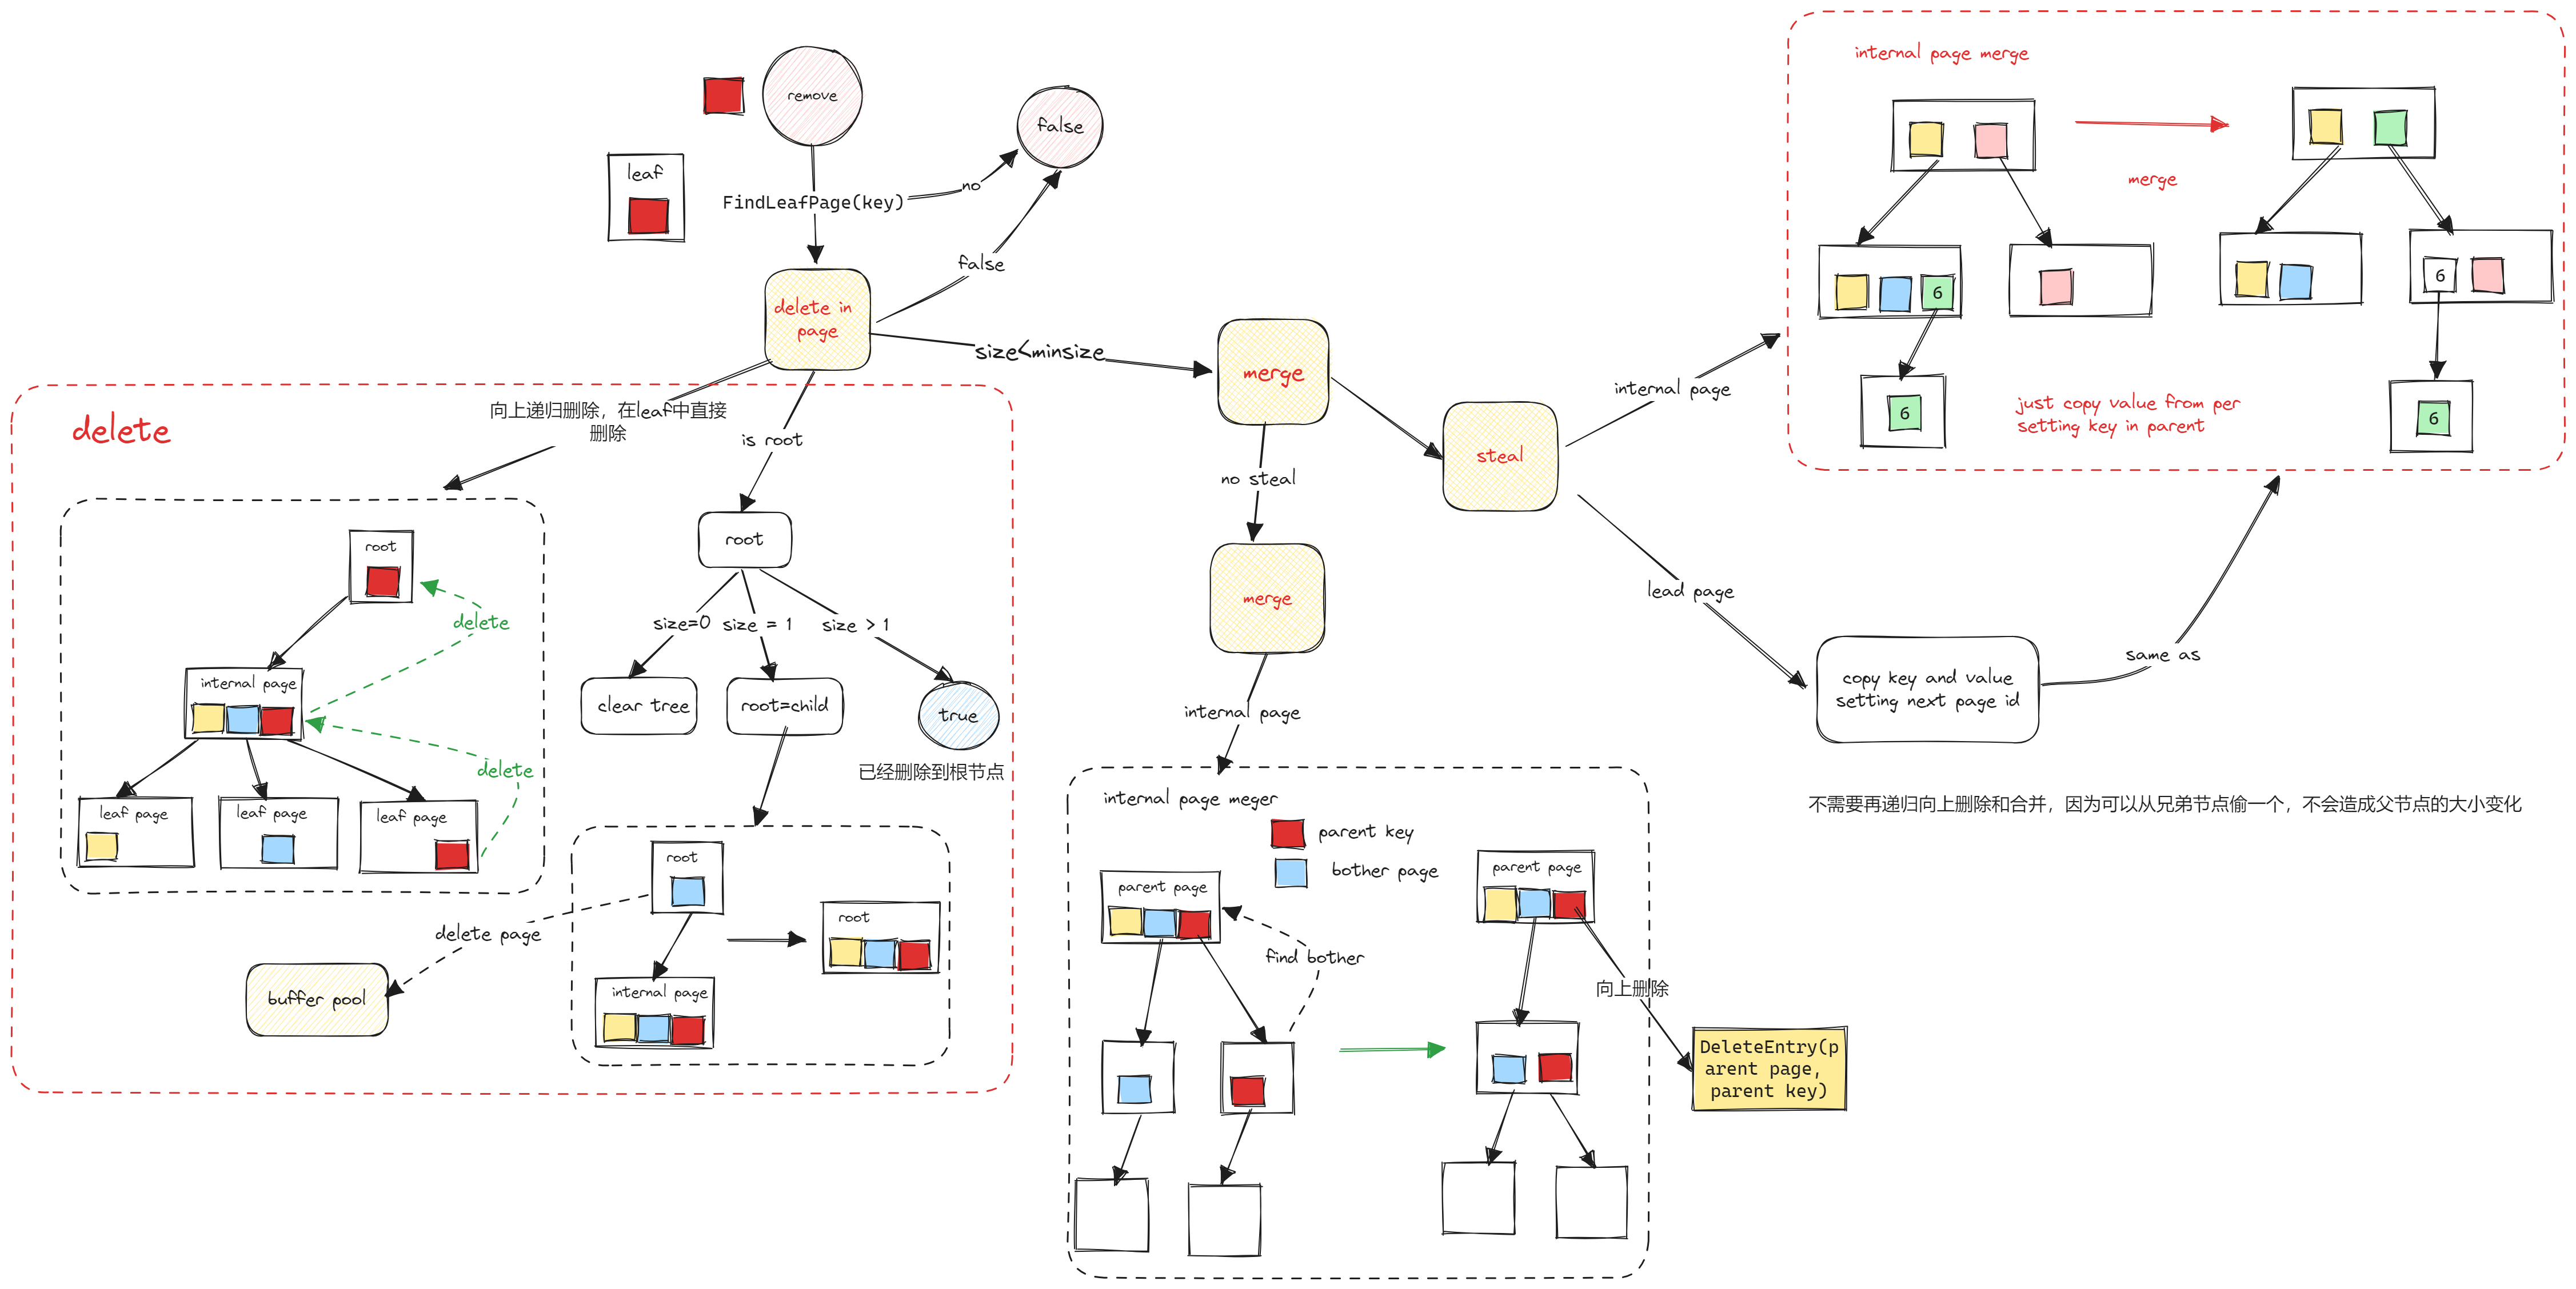 remove
false
leaf
FindLeafPage(key)
no
false
delete in
page
size<minsize
merge
steal
internal page
internal page merge
merge
6
6
6
6
just copy value from per
setting key in parent
lead page
copy key and value
setting next page id
same as
不需要再递归向上删除和合并，因为可以从兄弟节点偷一个，不会造成父节点的大小变化
no steal
merge
internal page
delete
向上递归删除，在leaf中直接
删除
is root
root
size=0
size = 1
size > 1
clear tree
root=child
true
已经删除到根节点
root
delete
internal page
delete
leaf page
leaf page
leaf page
root
root
delete page
internal page
buffer pool
internal page meger
parent key
bother page
parent page
parent page
find bother
向上删除
DeleteEntry(p
arent page,
parent key)